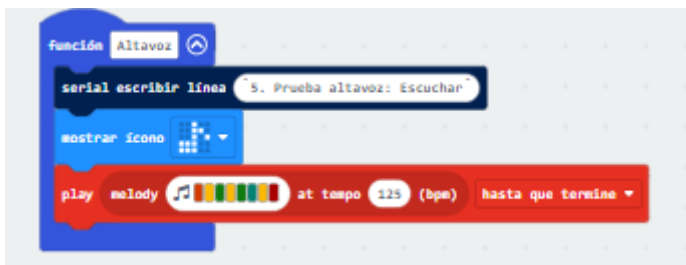 función Altavoz
serial escribir línea "5. Prueba altavoz: Escuchar"
mostrar ícono
play melody at tempo 125 (bpm) hasta que termine